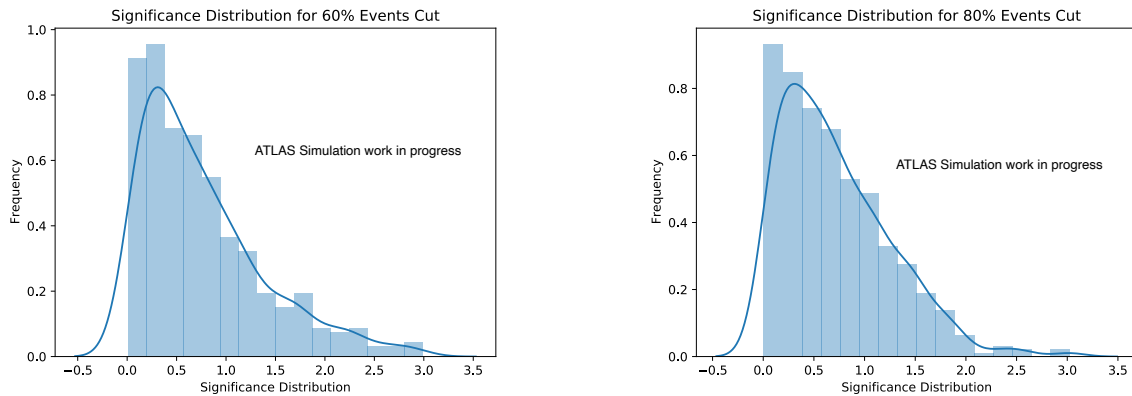 Significance Distribution for 60% Events Cut
1.0
0.8
0.6
0.4
0.2
0.0
Frequency
ATLAS Simulation work in progress
−0.5 0.0 0.5 1.0 1.5 2.0 2.5 3.0 3.5
Significance Distribution
Significance Distribution for 80% Events Cut
0.8
0.6
0.4
0.2
0.0
Frequency
ATLAS Simulation work in progress
−0.5 0.0 0.5 1.0 1.5 2.0 2.5 3.0 3.5
Significance Distribution